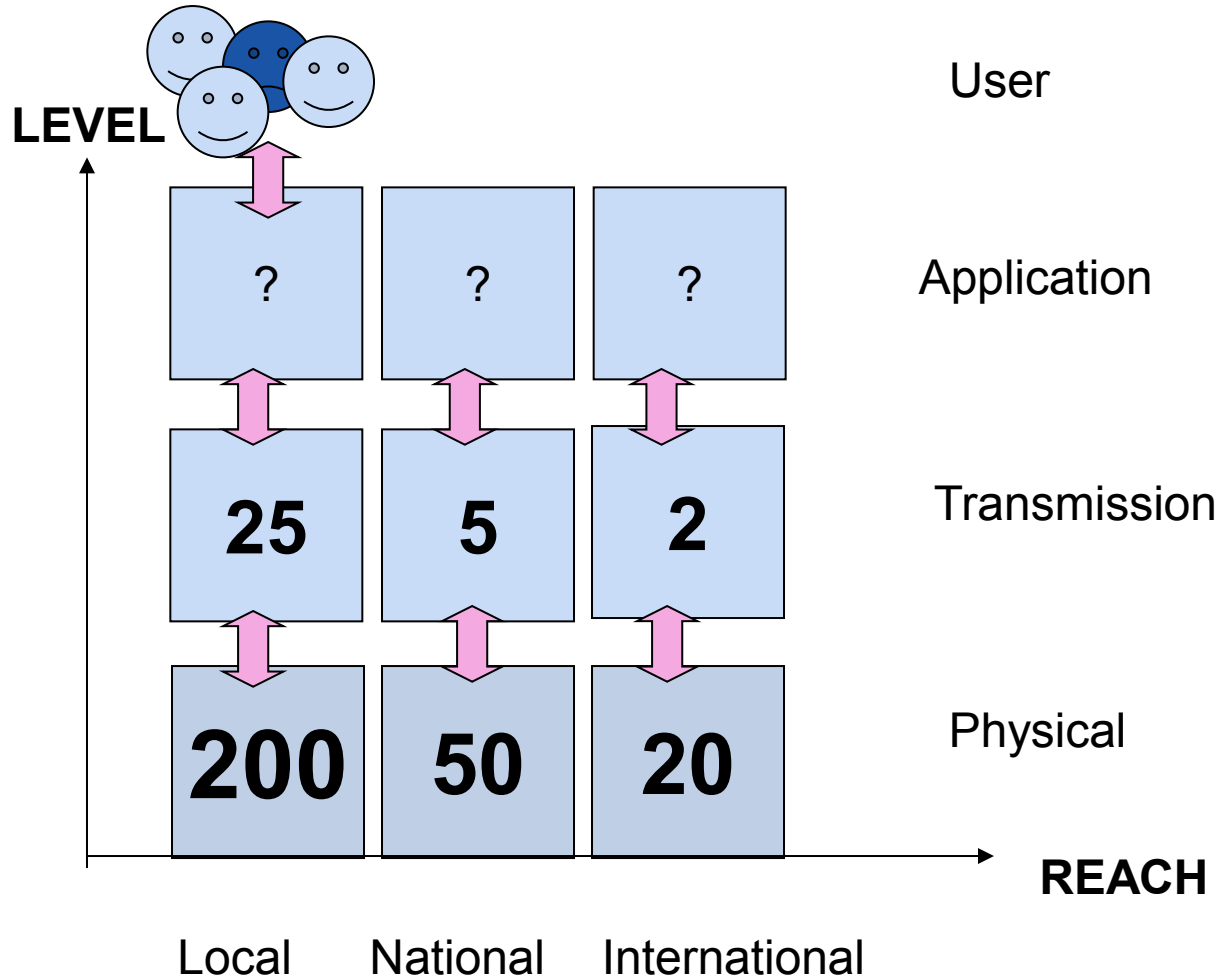 User
LEVEL
? ? ? Application
25 5 2 Transmission
200 50 20 Physical
REACH
Local National International